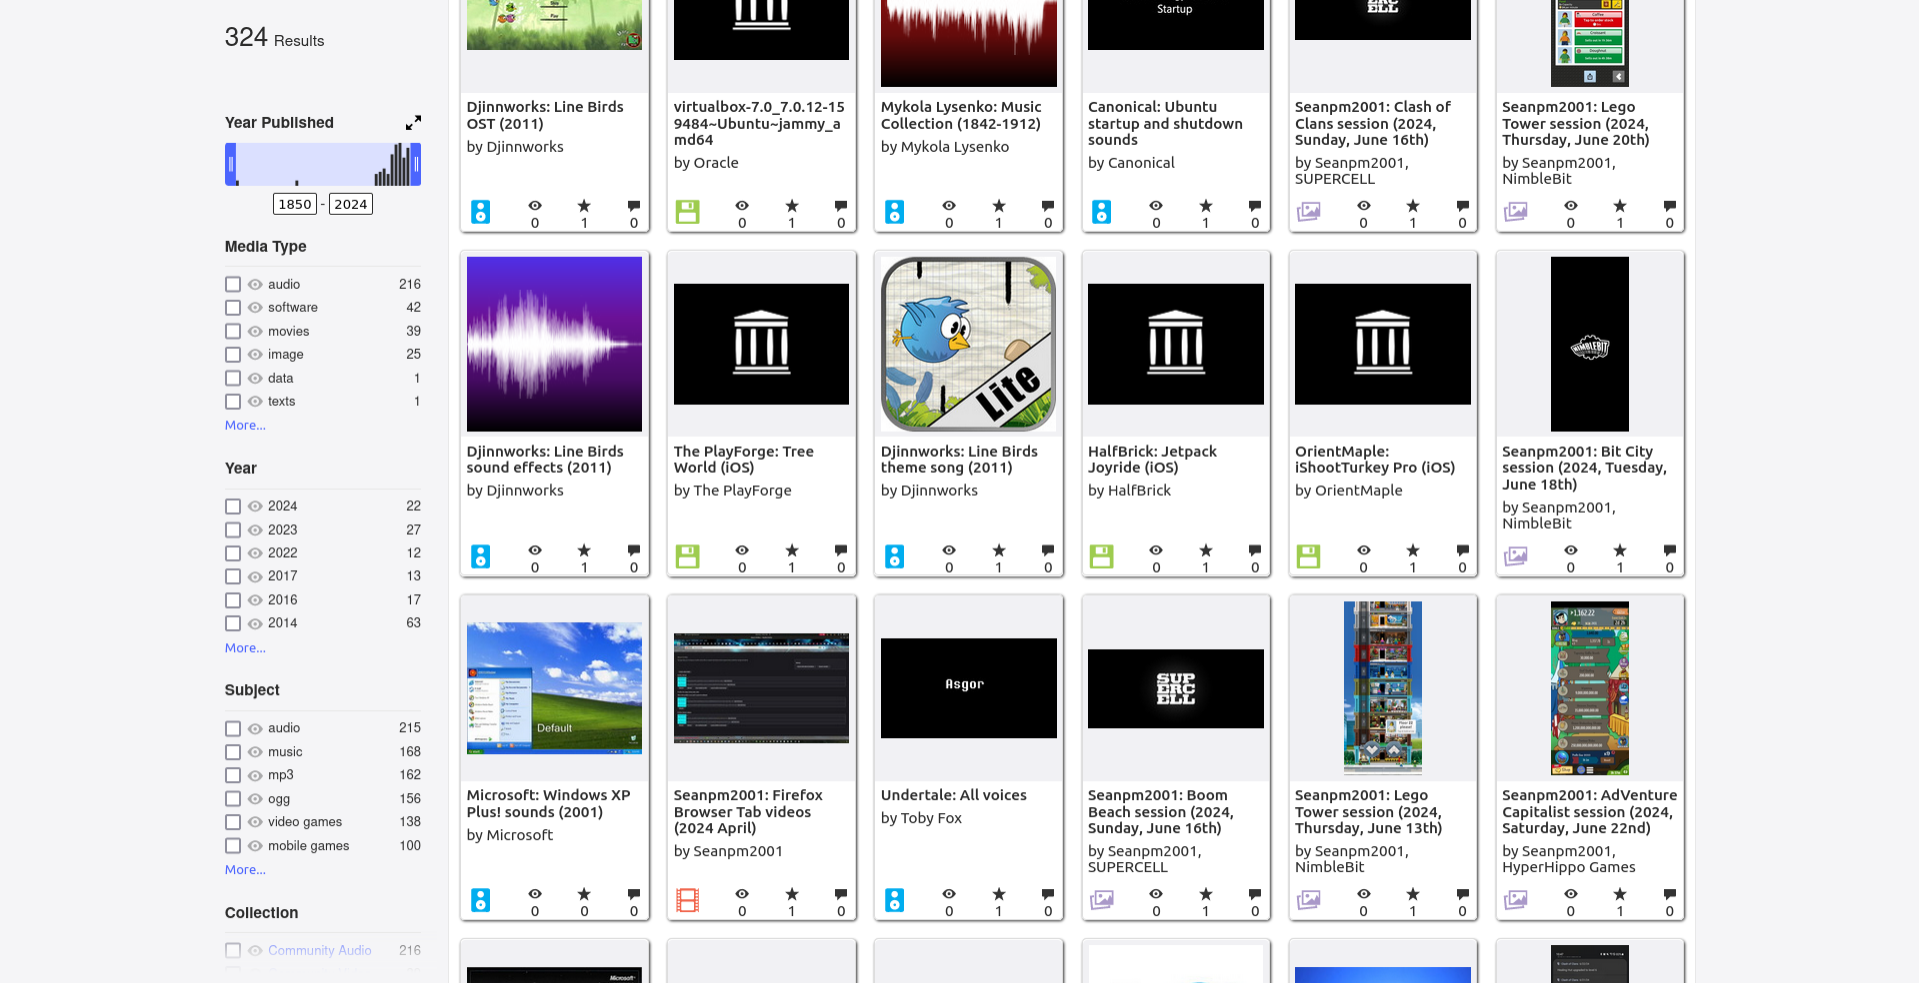 324 Results
Year Published
1850 - 2024
Media Type
audio 216
software 42
movies 39
image 25
data 1
texts 1
More...
Year
2024 22
2023 27
2022 12
2017 13
2016 17
2014 63
More...
Subject
audio 215
music 168
mp3 162
ogg 156
video games 138
mobile games 100
More...
Collection
Community Audio 216
Play
Djinnworks: Line Birds
OST (2011)
by Djinnworks
0 1 0
virtualbox-7.0_7.0.12-15
9484~Ubuntu~jammy_a
md64
by Oracle
0 1 0
Mykola Lysenko: Music
Collection (1842-1912)
by Mykola Lysenko
0 1 0
Startup
Canonical: Ubuntu
startup and shutdown
sounds
by Canonical
0 1 0
Seanpm2001: Clash of
Clans session (2024,
Sunday, June 16th)
by Seanpm2001,
SUPERCELL
0 1 0
Coffee
Croissant
Doughnut
Seanpm2001: Lego
Tower session (2024,
Thursday, June 20th)
by Seanpm2001,
NimbleBit
0 1 0
Djinnworks: Line Birds
sound effects (2011)
by Djinnworks
0 1 0
The PlayForge: Tree
World (iOS)
by The PlayForge
0 1 0
Lite
Djinnworks: Line Birds
theme song (2011)
by Djinnworks
0 1 0
HalfBrick: Jetpack
Joyride (iOS)
by HalfBrick
0 1 0
OrientMaple:
iShootTurkey Pro (iOS)
by OrientMaple
0 1 0
NIMBLEBIT
Seanpm2001: Bit City
session (2024, Tuesday,
June 18th)
by Seanpm2001,
NimbleBit
0 1 0
Default
Microsoft: Windows XP
Plus! sounds (2001)
by Microsoft
0 0 0
Seanpm2001: Firefox
Browser Tab videos
(2024 April)
by Seanpm2001
0 1 0
Asgor
Undertale: All voices
by Toby Fox
0 1 0
SUP
ERC
ELL
Seanpm2001: Boom
Beach session (2024,
Sunday, June 16th)
by Seanpm2001,
SUPERCELL
0 1 0
Seanpm2001: Lego
Tower session (2024,
Thursday, June 13th)
by Seanpm2001,
NimbleBit
0 1 0
1,162.22
Seanpm2001: AdVenture
Capitalist session (2024,
Saturday, June 22nd)
by Seanpm2001,
HyperHippo Games
0 1 0
Microsoft